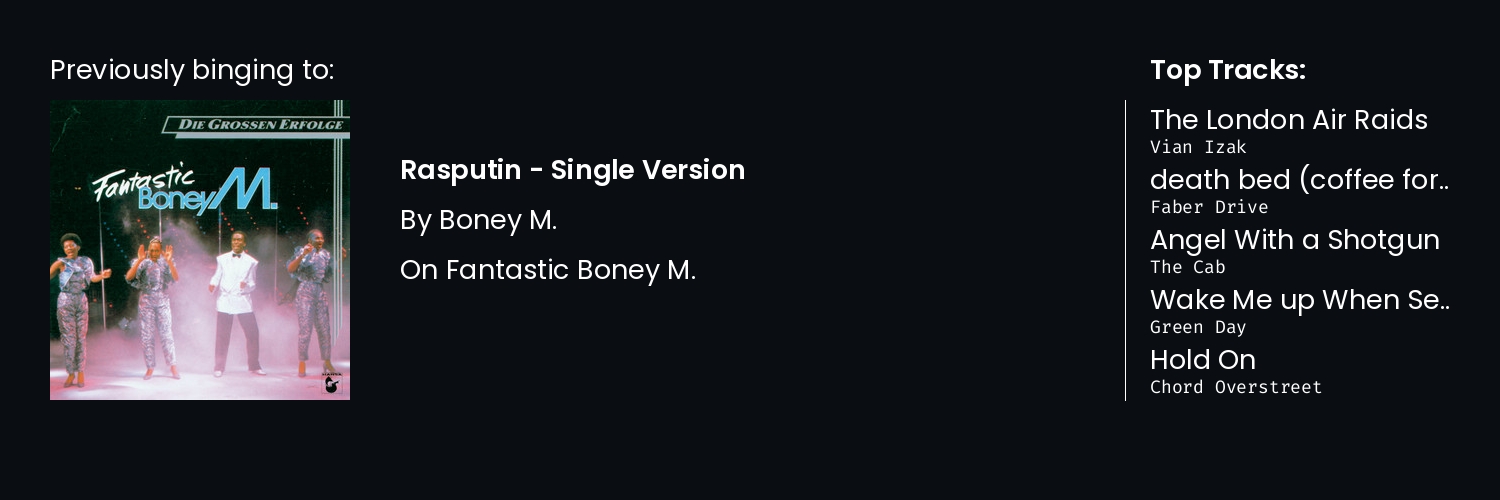 Previously binging to:
DIE GROSSEN ERFOLGE
Fantastic
Boney M.
Rasputin - Single Version
By Boney M.
On Fantastic Boney M.
Top Tracks:
The London Air Raids
Vian Izak
death bed (coffee for..
Faber Drive
Angel With a Shotgun
The Cab
Wake Me up When Se..
Green Day
Hold On
Chord Overstreet